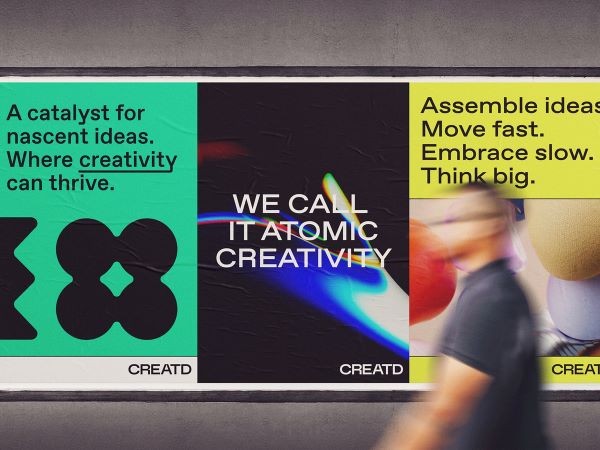 A catalyst for
nascent ideas.
Where creativity
can thrive.
CREATD
WE CALL
IT ATOMIC
CREATIVITY
CREATD
Assemble ideas
Move fast.
Embrace slow.
Think big.
CREAT